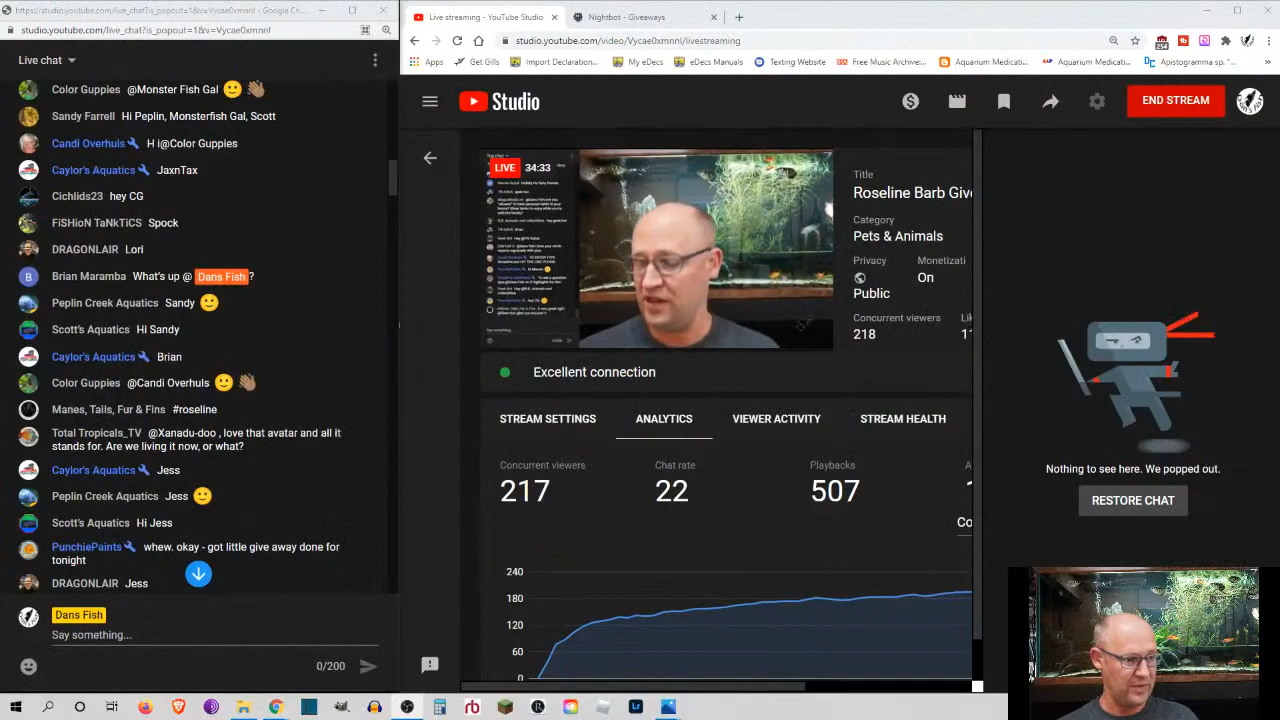 https://studio.youtube.com/live_chat?is_popout=1&v=Vycae0xmnnI - Google Ch...
studio.youtube.com/live_chat?is_popout=1&v=Vycae0xmnnI
Live chat
Color Guppies @Monster Fish Gal 🙂👋🏽
Sandy Farrell Hi Peplin, Monsterfish Gal, Scott
Candi Overhuls H i@Color Guppies
Caylor's Aquatics JaxnTax
Cichlids23 hey CG
FiSHioN TaNkTiCS Spock
DRAGONLAIR Lori
B Brian Maramba What's up @ Dans Fish ?
Peplin Creek Aquatics Sandy 🙂
Scott's Aquatics Hi Sandy
Caylor's Aquatics Brian
Color Guppies @Candi Overhuls 🙂👋🏽
Manes, Tails, Fur & FIns #roseline
Total Tropicals_TV @Xanadu-doo , love that avatar and all it
stands for. Are we living it now, or what?
Caylor's Aquatics Jess
Peplin Creek Aquatics Jess 🙂
Scott's Aquatics Hi Jess
PunchiePaints whew. okay - got little give away done for
tonight
DRAGONLAIR Jess
Dans Fish
Say something...
0/200
Live streaming - YouTube Studio
Nightbot - Giveaways
studio.youtube.com/video/Vycae0xmnnI/livestreaming
254
Apps
Get Gills
Import Declaration...
My eDecs
eDecs Manuals
Texting Website
Free Music Archive...
Aquarium Medicati...
Aquarium Medicati...
Apistogramma sp. "...
Studio
END STREAM
LIVE 34:33
Title
Roseline Barb Giv
Category
Pets & Animals
Privacy
Monetizati
Public
On
Concurrent viewers
218
Excellent connection
STREAM SETTINGS
ANALYTICS
VIEWER ACTIVITY
STREAM HEALTH
Concurrent viewers
Chat rate
Playbacks
217
22
507
Co
240
180
120
60
0
Nothing to see here. We popped out.
RESTORE CHAT